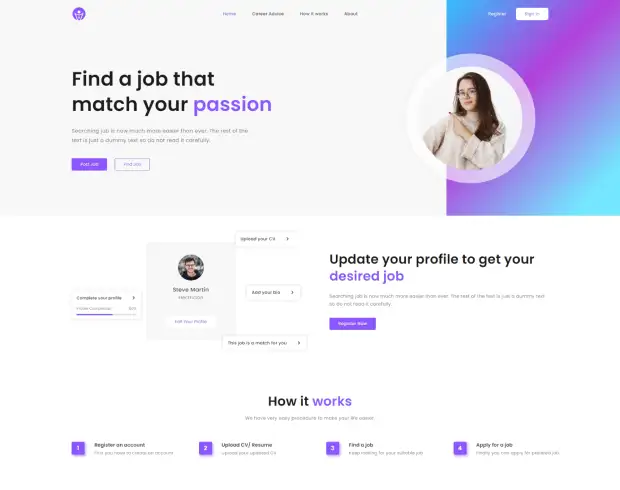 Home Career Advise How it works About Register Sign in
Find a job that
match your passion
Searching job is now much more easier than ever. The rest of the
text is just a dummy text so do not read it carefully.
Post Job Find Job
Upload your CV
Steve Martin
Complete your profile
Profile Completed
Add your bio
Edit Your Profile
This job is a match for you
Update your profile to get your
desired job
Searching job is now much more easier than ever. The rest of the text is just a dummy text
so do not read it carefully.
Register Now
How it works
We have very easy procedure to make your life easier.
1 Register an account
First you need to create an account
2 Upload CV/ Resume
Upload your updated CV
3 Find a job
Keep looking for your suitable job
4 Apply for a job
Finally you can apply for